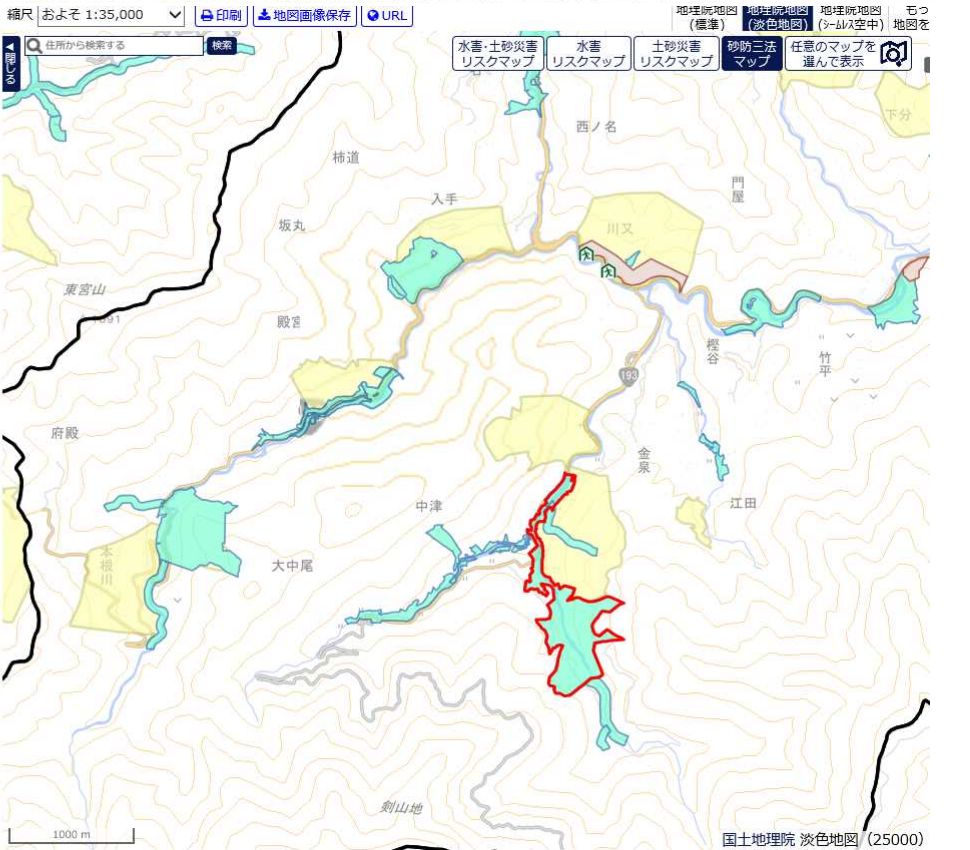 縮尺 およそ 1:35,000 印刷 地図画像保存 URL
地理院地図 地理院地図 地理院地図 もっ
(標準) (淡色地図) (シームレス空中) 地図を
◀閉じる
住所から検索する 検索
水害・土砂災害
リスクマップ
水害
リスクマップ
土砂災害
リスクマップ
砂防三法
マップ
任意のマップを
選んで表示
下分
西ノ名
柿道
門屋
入手
坂丸
川又
東宮山
殿宮
樫谷
竹平
193
府殿
金泉
中津
江田
本根川
大中尾
剣山地
1000 m
国土地理院 淡色地図 (25000)